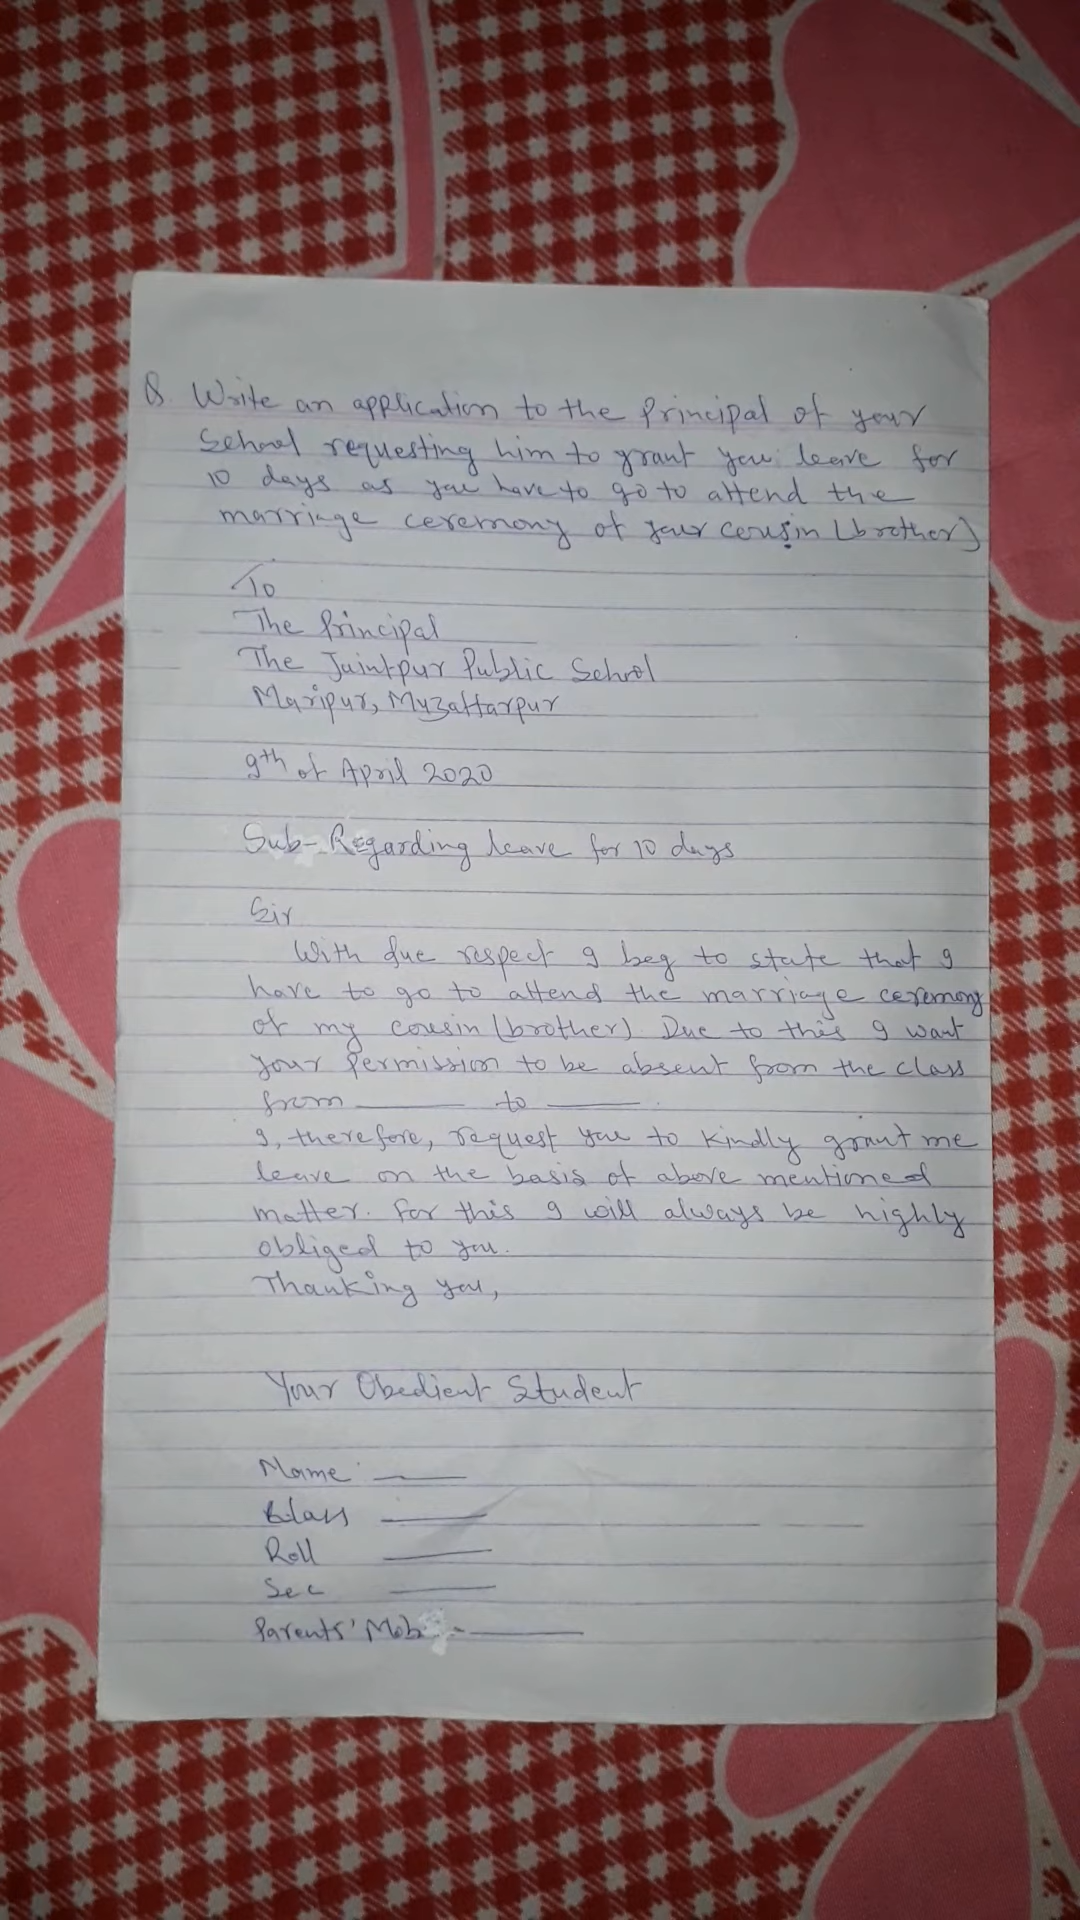 Q. Write an application to the Principal of your
School requesting him to grant you leave for
10 days as you have to go to attend the
marriage ceremony of your cousin (brother)
To
The Principal
The Jaintpur Public School
Maripur, Muzaffarpur
9th of April 2020
Sub- Regarding leave for 10 days
Sir
With due respect I beg to state that I
have to go to attend the marriage ceremony
of my cousin (brother). Due to this I want
your permission to be absent from the class
from ______ to ______.
I, therefore, request you to kindly grant me
leave on the basis of above mentioned
matter. For this I will always be highly
obliged to you.
Thanking you,
Your Obedient Student
Name ______
Class ______
Roll ______
Sec ______
Parents' Mob - ______